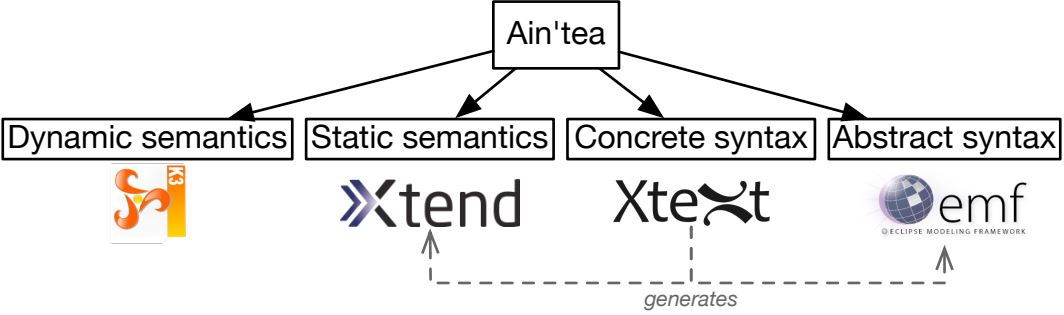 Ain'tea
Dynamic semantics
Static semantics
Concrete syntax
Abstract syntax
K3
Xtend
Xtext
emf
ECLIPSE MODELING FRAMEWORK
generates